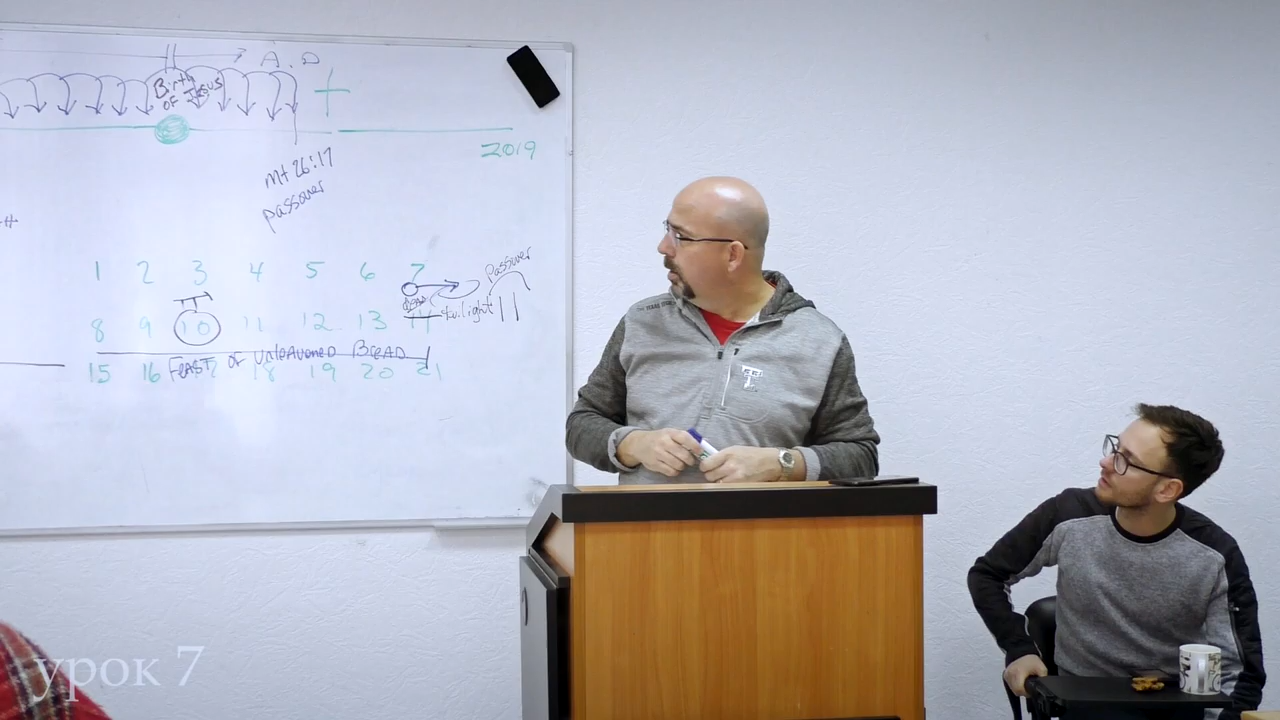 A.D
Birth
OF Jesus
2019
Mt 26:17
passover
passover
1 2 3 4 5 6 7
twilight
8 9 10 11 12 13 14
FEAST OF UNleAveNed BReAD
15 16 18 19 20 21
урок 7